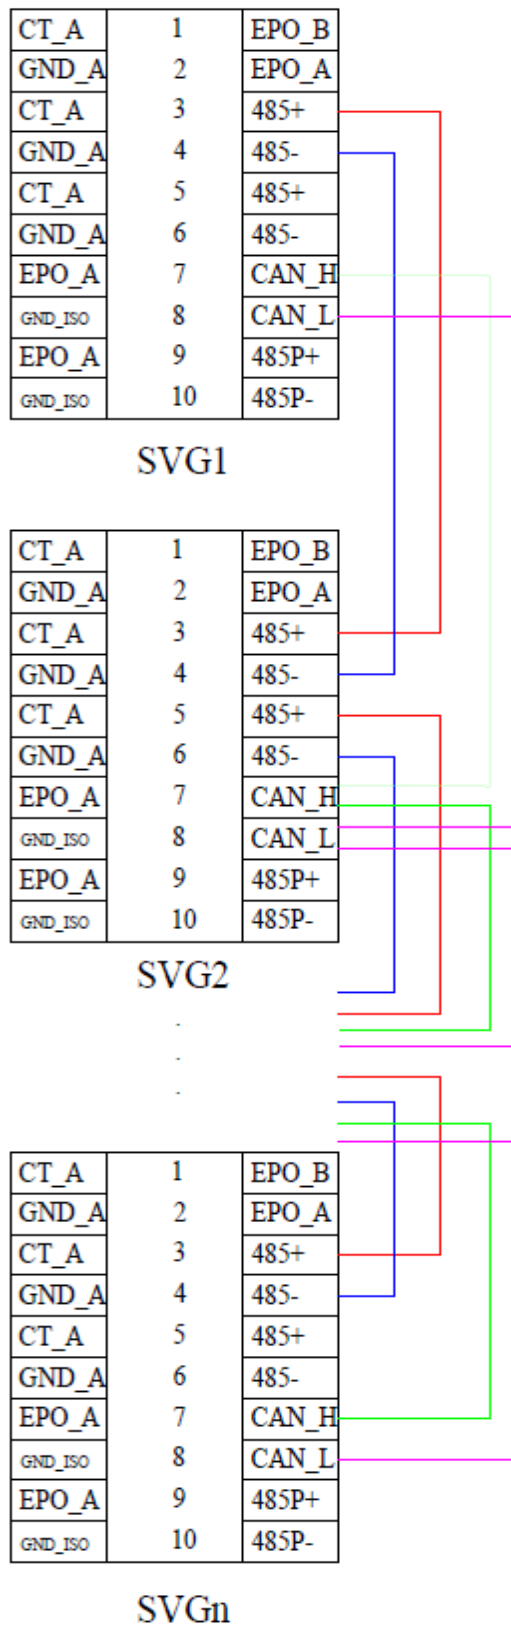 CT_A 1 EPO_B
GND_A 2 EPO_A
CT_A 3 485+
GND_A 4 485-
CT_A 5 485+
GND_A 6 485-
EPO_A 7 CAN_H
GND_ISO 8 CAN_L
EPO_A 9 485P+
GND_ISO 10 485P-
SVG1
CT_A 1 EPO_B
GND_A 2 EPO_A
CT_A 3 485+
GND_A 4 485-
CT_A 5 485+
GND_A 6 485-
EPO_A 7 CAN_H
GND_ISO 8 CAN_L
EPO_A 9 485P+
GND_ISO 10 485P-
SVG2
.
.
.
CT_A 1 EPO_B
GND_A 2 EPO_A
CT_A 3 485+
GND_A 4 485-
CT_A 5 485+
GND_A 6 485-
EPO_A 7 CAN_H
GND_ISO 8 CAN_L
EPO_A 9 485P+
GND_ISO 10 485P-
SVGn